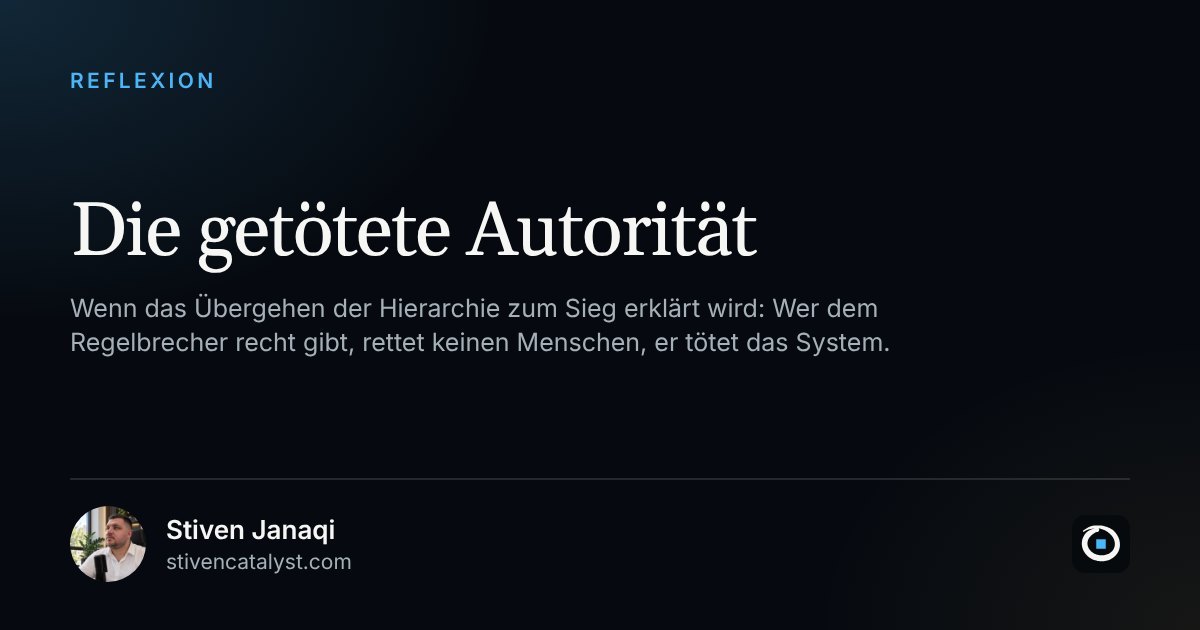 REFLEXION
Die getötete Autorität
Wenn das Übergehen der Hierarchie zum Sieg erklärt wird: Wer dem
Regelbrecher recht gibt, rettet keinen Menschen, er tötet das System.
Stiven Janaqi
stivencatalyst.com